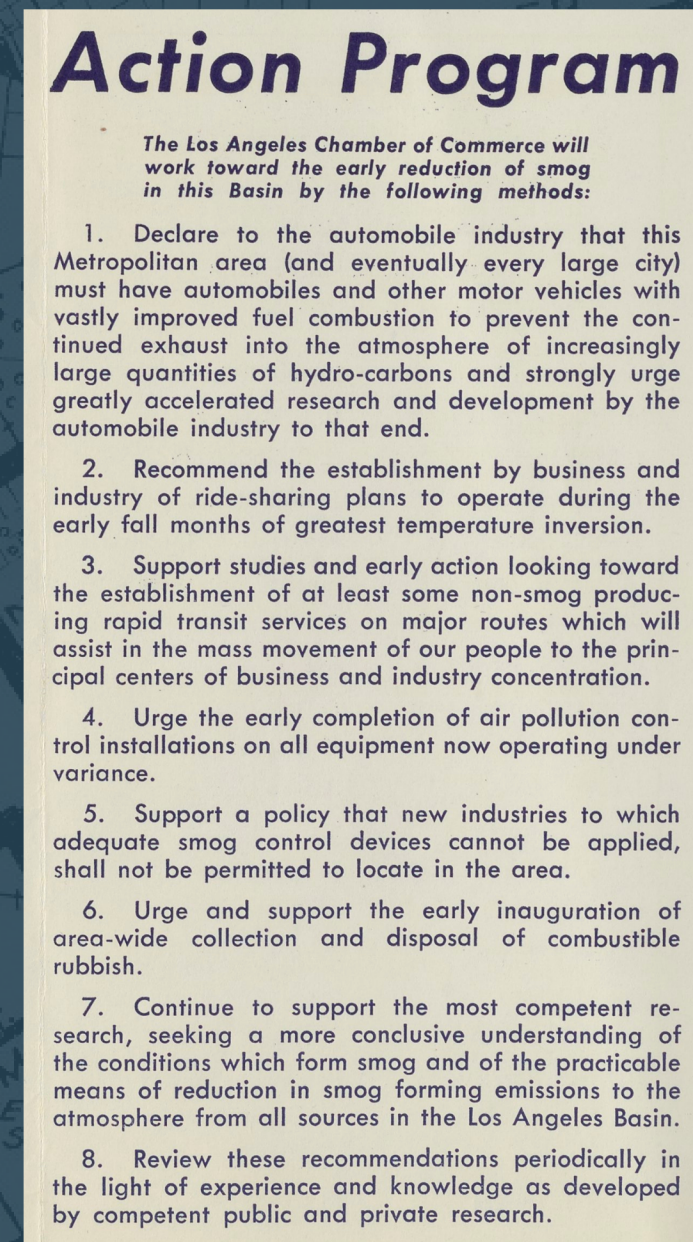 Action Program
The Los Angeles Chamber of Commerce will
work toward the early reduction of smog
in this Basin by the following methods:
1. Declare to the automobile industry that this
Metropolitan area (and eventually every large city)
must have automobiles and other motor vehicles with
vastly improved fuel combustion to prevent the con-
tinued exhaust into the atmosphere of increasingly
large quantities of hydro-carbons and strongly urge
greatly accelerated research and development by the
automobile industry to that end.
2. Recommend the establishment by business and
industry of ride-sharing plans to operate during the
early fall months of greatest temperature inversion.
3. Support studies and early action looking toward
the establishment of at least some non-smog produc-
ing rapid transit services on major routes which will
assist in the mass movement of our people to the prin-
cipal centers of business and industry concentration.
4. Urge the early completion of air pollution con-
trol installations on all equipment now operating under
variance.
5. Support a policy that new industries to which
adequate smog control devices cannot be applied,
shall not be permitted to locate in the area.
6. Urge and support the early inauguration of
area-wide collection and disposal of combustible
rubbish.
7. Continue to support the most competent re-
search, seeking a more conclusive understanding of
the conditions which form smog and of the practicable
means of reduction in smog forming emissions to the
atmosphere from all sources in the Los Angeles Basin.
8. Review these recommendations periodically in
the light of experience and knowledge as developed
by competent public and private research.